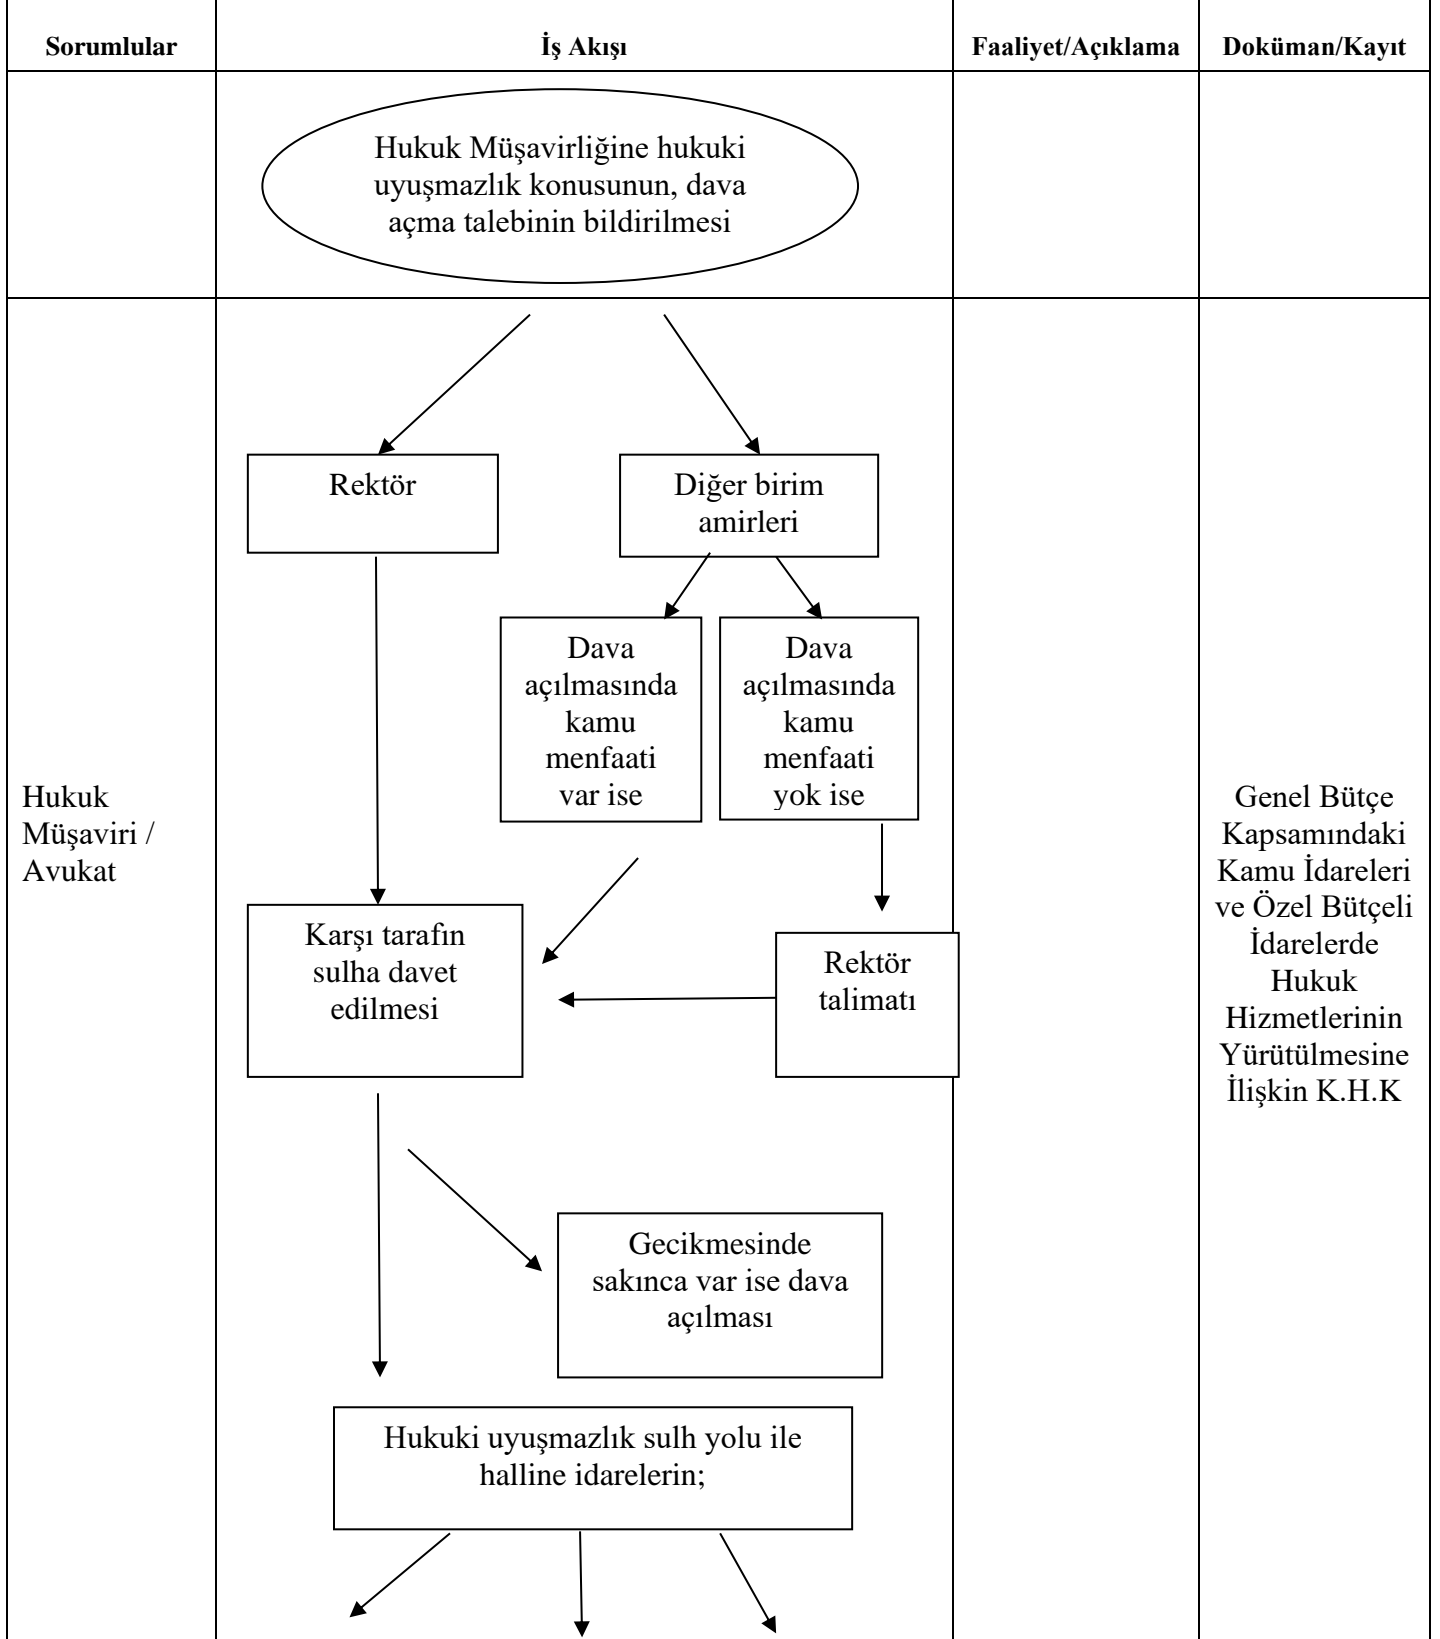 Sorumlular
İş Akışı
Faaliyet/Açıklama
Doküman/Kayıt
Hukuk Müşavirliğine hukuki
uyuşmazlık konusunun, dava
açma talebinin bildirilmesi
Rektör
Diğer birim
amirleri
Dava
açılmasında
kamu
menfaati
var ise
Dava
açılmasında
kamu
menfaati
yok ise
Hukuk
Müşaviri /
Avukat
Genel Bütçe
Kapsamındaki
Kamu İdareleri
ve Özel Bütçeli
İdarelerde
Hukuk
Hizmetlerinin
Yürütülmesine
İlişkin K.H.K
Karşı tarafın
sulha davet
edilmesi
Rektör
talimatı
Gecikmesinde
sakınca var ise dava
açılması
Hukuki uyuşmazlık sulh yolu ile
halline idarelerin;